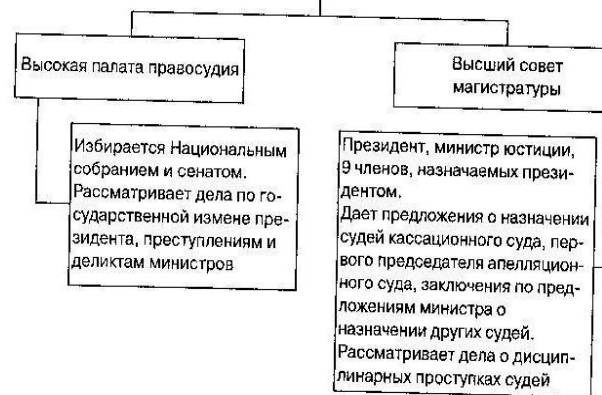 Высокая палата правосудия
Высший совет
магистратуры
Избирается Национальным
собранием и сенатом.
Рассматривает дела по го-
сударственной измене пре-
зидента, преступлениям и
деликтам министров
Президент, министр юстиции,
9 членов, назначаемых прези-
дентом.
Дает предложения о назначении
судей кассационного суда, пер-
вого председателя апелляцион-
ного суда, заключения по пред-
ложениям министра о
назначении других судей.
Рассматривает дела о дисцип-
линарных проступках судей